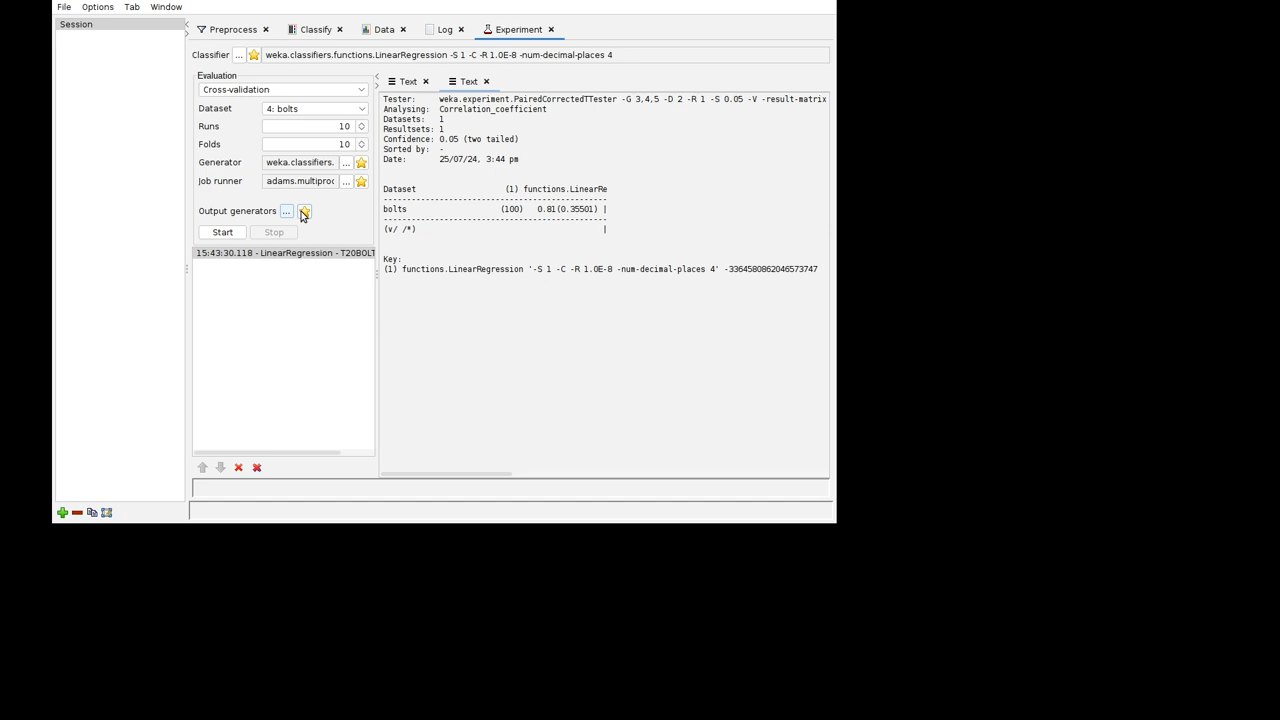 File Options Tab Window
Session
Preprocess Classify Data Log Experiment
Classifier ... weka.classifiers.functions.LinearRegression -S 1 -C -R 1.0E-8 -num-decimal-places 4
Evaluation
Cross-validation
Dataset 4: bolts
Runs 10
Folds 10
Generator weka.classifiers. ...
Job runner adams.multiproc ...
Output generators ...
Start Stop
15:43:30.118 - LinearRegression - T20BOLT
Text Text
Tester: weka.experiment.PairedCorrectedTTester -G 3,4,5 -D 2 -R 1 -S 0.05 -V -result-matrix
Analysing: Correlation_coefficient
Datasets: 1
Resultsets: 1
Confidence: 0.05 (two tailed)
Sorted by: -
Date: 25/07/24, 3:44 pm
Dataset (1) functions.LinearRe
----------------------------------------------
bolts (100) 0.81(0.35501) |
----------------------------------------------
(v/ /*) |
Key:
(1) functions.LinearRegression '-S 1 -C -R 1.0E-8 -num-decimal-places 4' -3364580862046573747